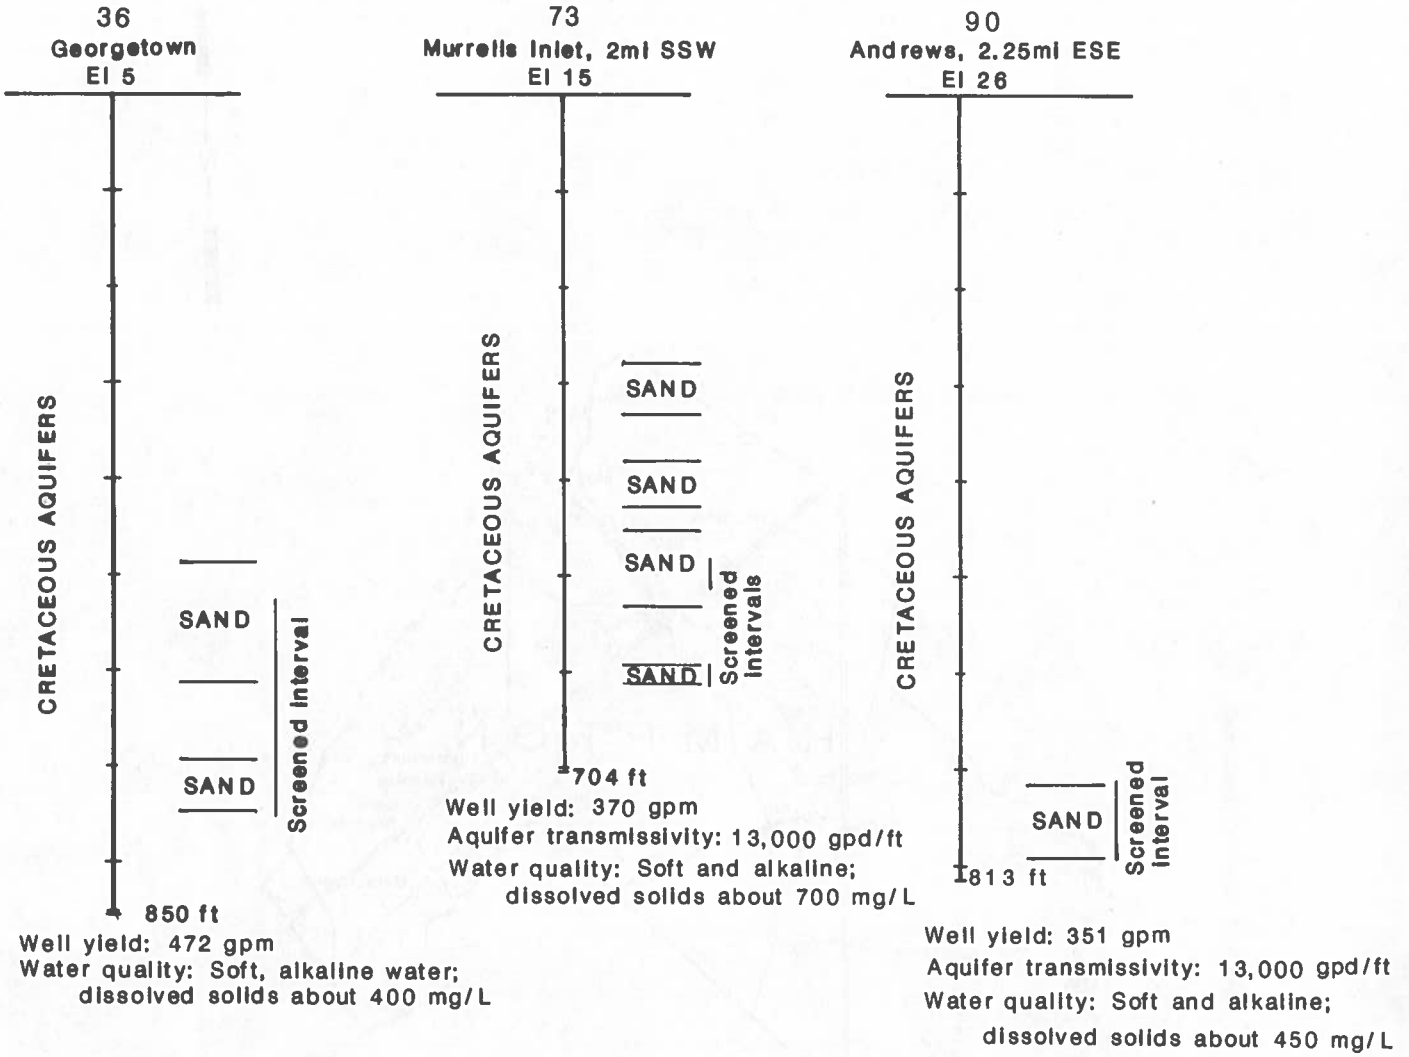 36
Georgetown
El 5
CRETACEOUS AQUIFERS
SAND
SAND
Screened Interval
850 ft
Well yield: 472 gpm
Water quality: Soft, alkaline water;
dissolved solids about 400 mg/L
73
Murrells Inlet, 2mi SSW
El 15
CRETACEOUS AQUIFERS
SAND
SAND
SAND
SAND
Screened
Intervals
704 ft
Well yield: 370 gpm
Aquifer transmissivity: 13,000 gpd/ft
Water quality: Soft and alkaline;
dissolved solids about 700 mg/L
90
Andrews, 2.25mi ESE
El 26
CRETACEOUS AQUIFERS
SAND
Screened
Interval
813 ft
Well yield: 351 gpm
Aquifer transmissivity: 13,000 gpd/ft
Water quality: Soft and alkaline;
dissolved solids about 450 mg/L